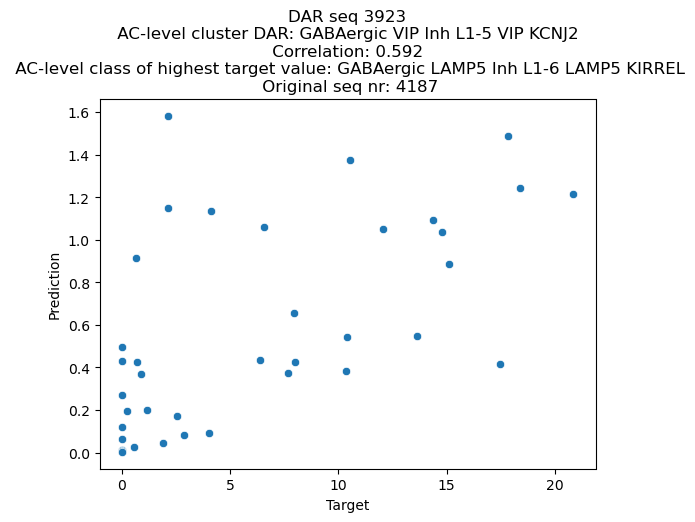 DAR seq 3923
AC-level cluster DAR: GABAergic VIP Inh L1-5 VIP KCNJ2
Correlation: 0.592
AC-level class of highest target value: GABAergic LAMP5 Inh L1-6 LAMP5 KIRREL
Original seq nr: 4187
1.6
1.4
1.2
1.0
0.8
0.6
0.4
0.2
0.0
Prediction
0 5 10 15 20
Target